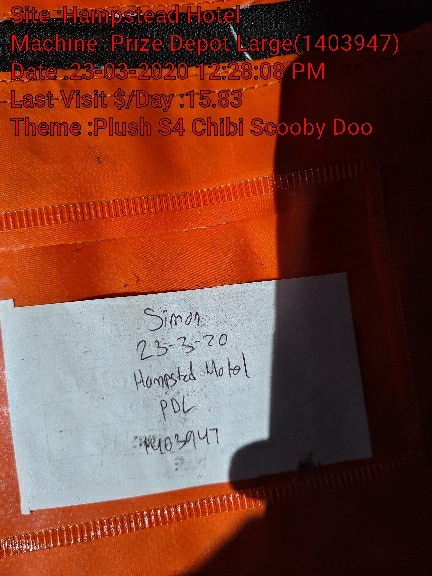 Site :Hampstead Hotel
Machine :Prize Depot Large(1403947)
Date :23-03-2020 12:28:08 PM
Last Visit $/Day :15.83
Theme :Plush S4 Chibi Scooby Doo
Simon
23-3-20
Hampsted Hotel
PDL
1403947